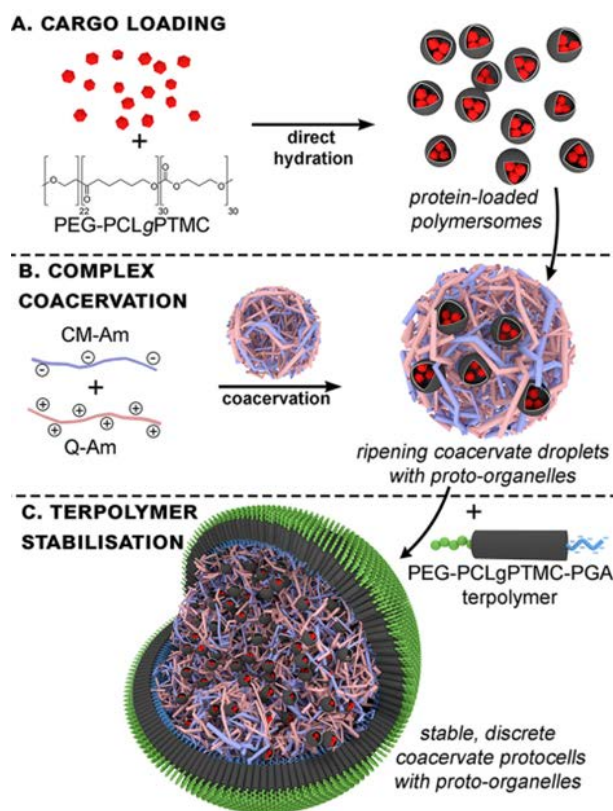 A. CARGO LOADING
+
O
O
O
O
O
22
30
30
PEG-PCLgPTMC
direct
hydration
protein-loaded
polymersomes
B. COMPLEX
COACERVATION
CM-Am
- - -
+
+ + + + +
Q-Am
coacervation
ripening coacervate droplets
with proto-organelles
C. TERPOLYMER
STABILISATION
+
PEG-PCLgPTMC-PGA
terpolymer
stable, discrete
coacervate protocells
with proto-organelles